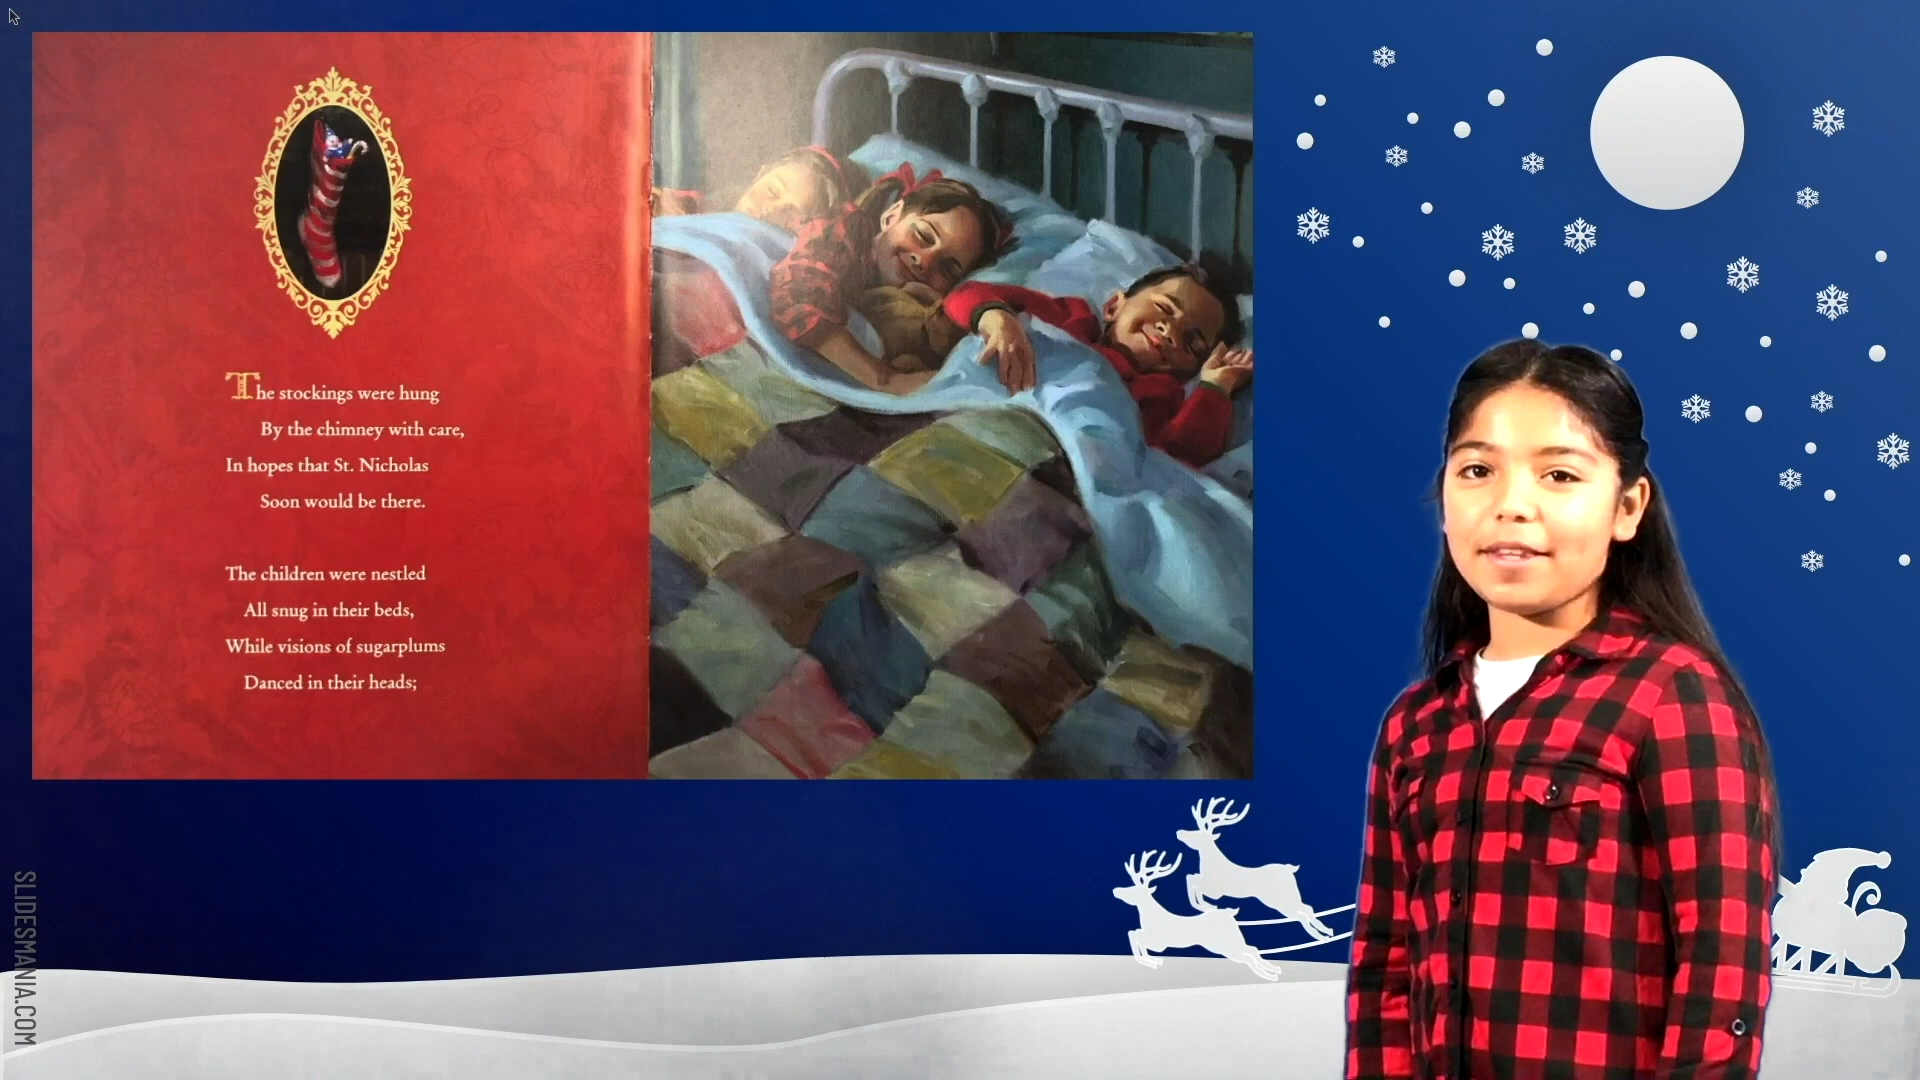 The stockings were hung
By the chimney with care,
In hopes that St. Nicholas
Soon would be there.
The children were nestled
All snug in their beds,
While visions of sugarplums
Danced in their heads;
SLIDESMANIA.COM